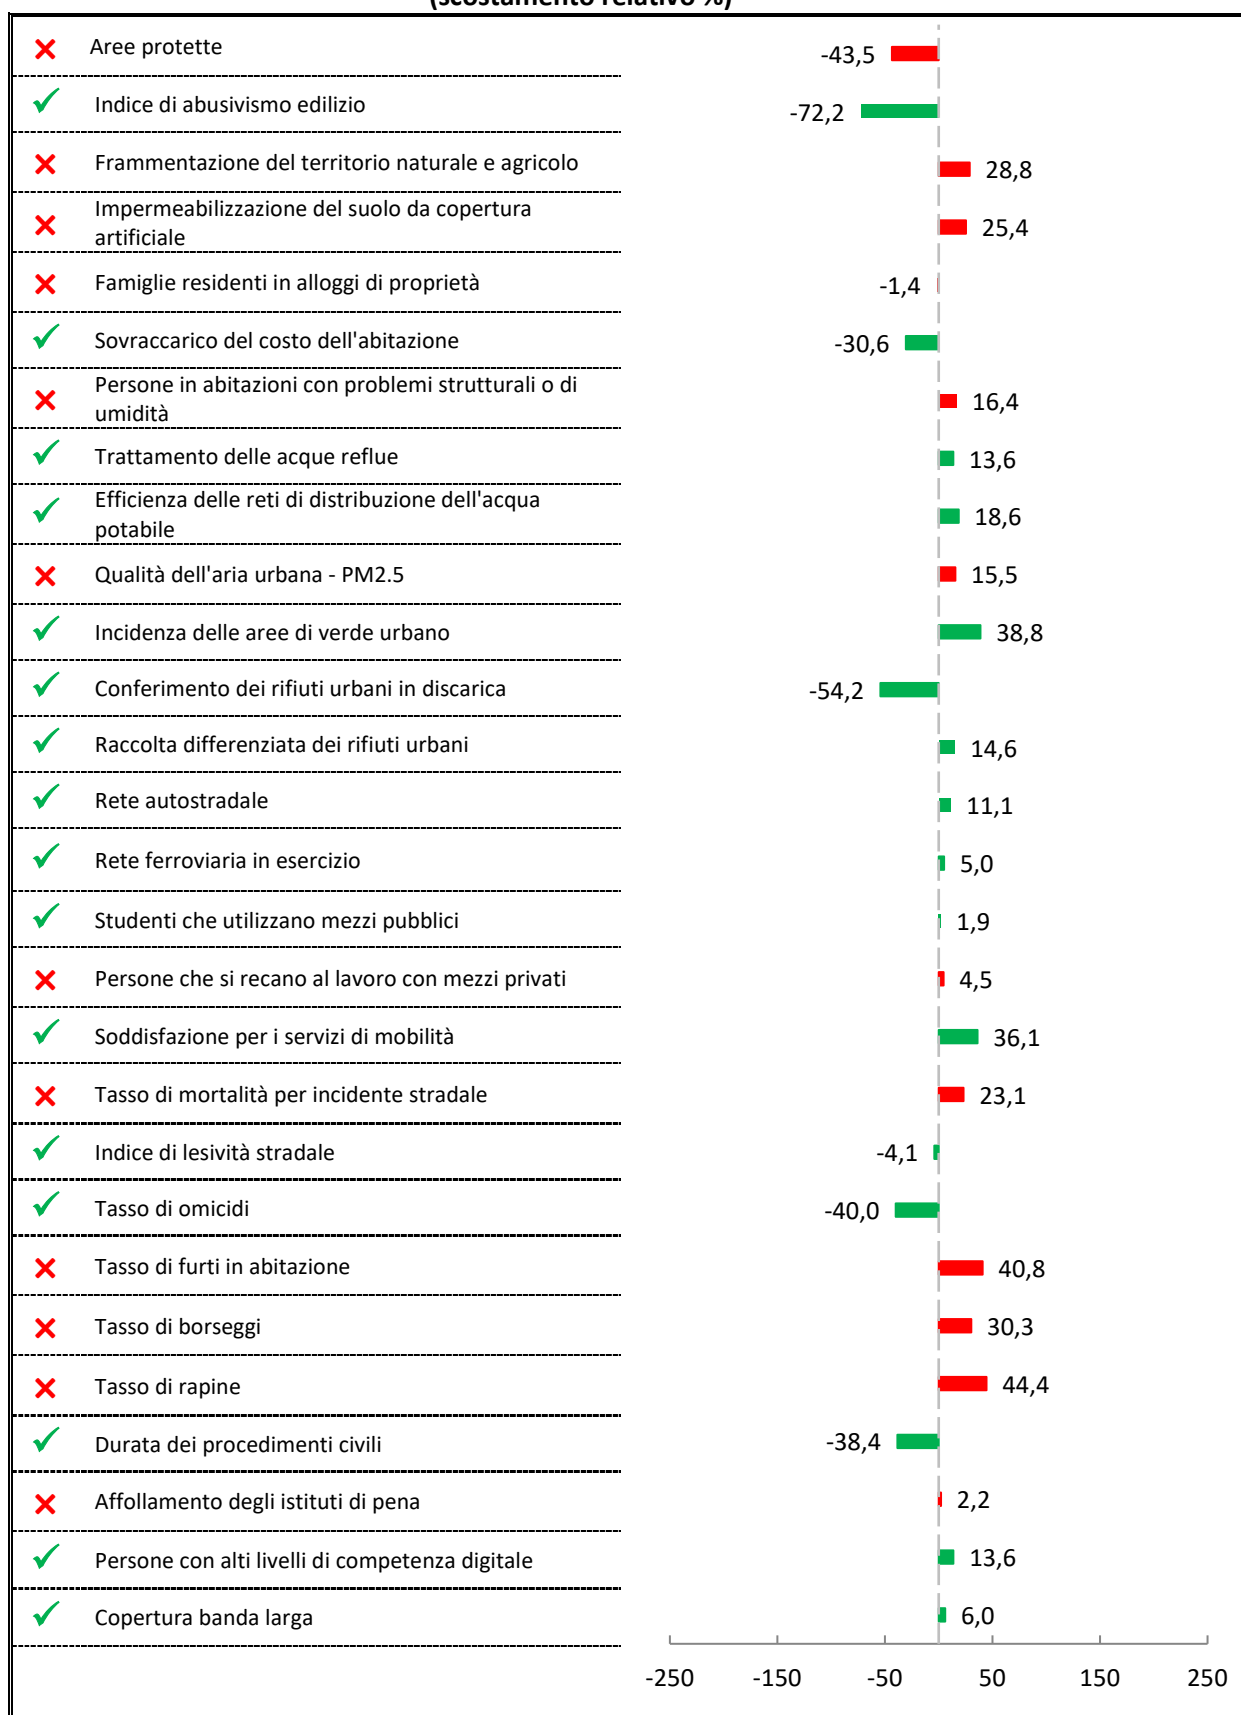 (scostamento relativo %)
Aree protette
-43,5
Indice di abusivismo edilizio
-72,2
Frammentazione del territorio naturale e agricolo
28,8
Impermeabilizzazione del suolo da copertura
artificiale
25,4
Famiglie residenti in alloggi di proprietà
-1,4
Sovraccarico del costo dell'abitazione
-30,6
Persone in abitazioni con problemi strutturali o di
umidità
16,4
Trattamento delle acque reflue
13,6
Efficienza delle reti di distribuzione dell'acqua
potabile
18,6
Qualità dell'aria urbana - PM2.5
15,5
Incidenza delle aree di verde urbano
38,8
Conferimento dei rifiuti urbani in discarica
-54,2
Raccolta differenziata dei rifiuti urbani
14,6
Rete autostradale
11,1
Rete ferroviaria in esercizio
5,0
Studenti che utilizzano mezzi pubblici
1,9
Persone che si recano al lavoro con mezzi privati
4,5
Soddisfazione per i servizi di mobilità
36,1
Tasso di mortalità per incidente stradale
23,1
Indice di lesività stradale
-4,1
Tasso di omicidi
-40,0
Tasso di furti in abitazione
40,8
Tasso di borseggi
30,3
Tasso di rapine
44,4
Durata dei procedimenti civili
-38,4
Affollamento degli istituti di pena
2,2
Persone con alti livelli di competenza digitale
13,6
Copertura banda larga
6,0
-250 -150 -50 50 150 250